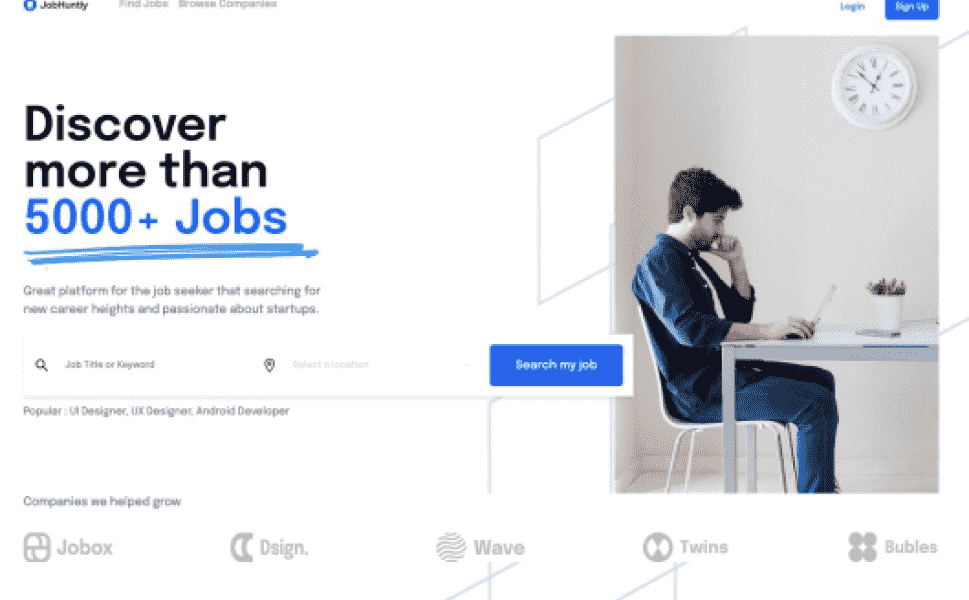 JobHuntly
Find Jobs
Browse Companies
Login
Sign Up
Discover
more than
5000+ Jobs
Great platform for the job seeker that searching for
new career heights and passionate about startups.
Job Title or Keyword
Select a location
Search my job
Popular : UI Designer, UX Designer, Android Developer
Companies we helped grow
Jobox
Dsign.
Wave
Twins
Bubles